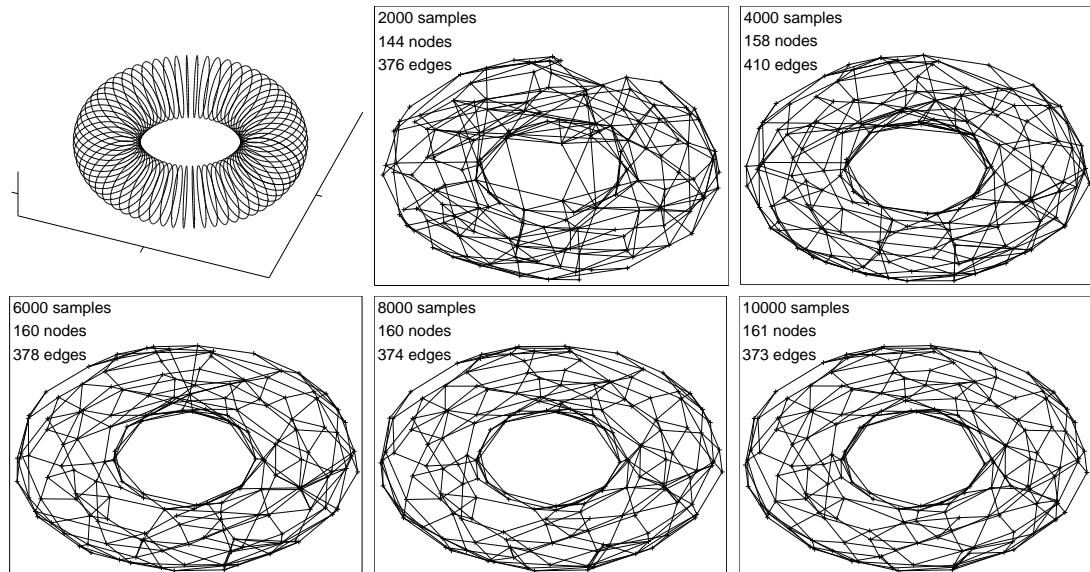 2000 samples
144 nodes
376 edges
4000 samples
158 nodes
410 edges
6000 samples
160 nodes
378 edges
8000 samples
160 nodes
374 edges
10000 samples
161 nodes
373 edges